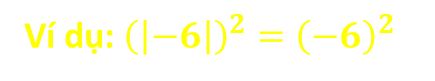 Ví dụ: (|−6|)² = (−6)²